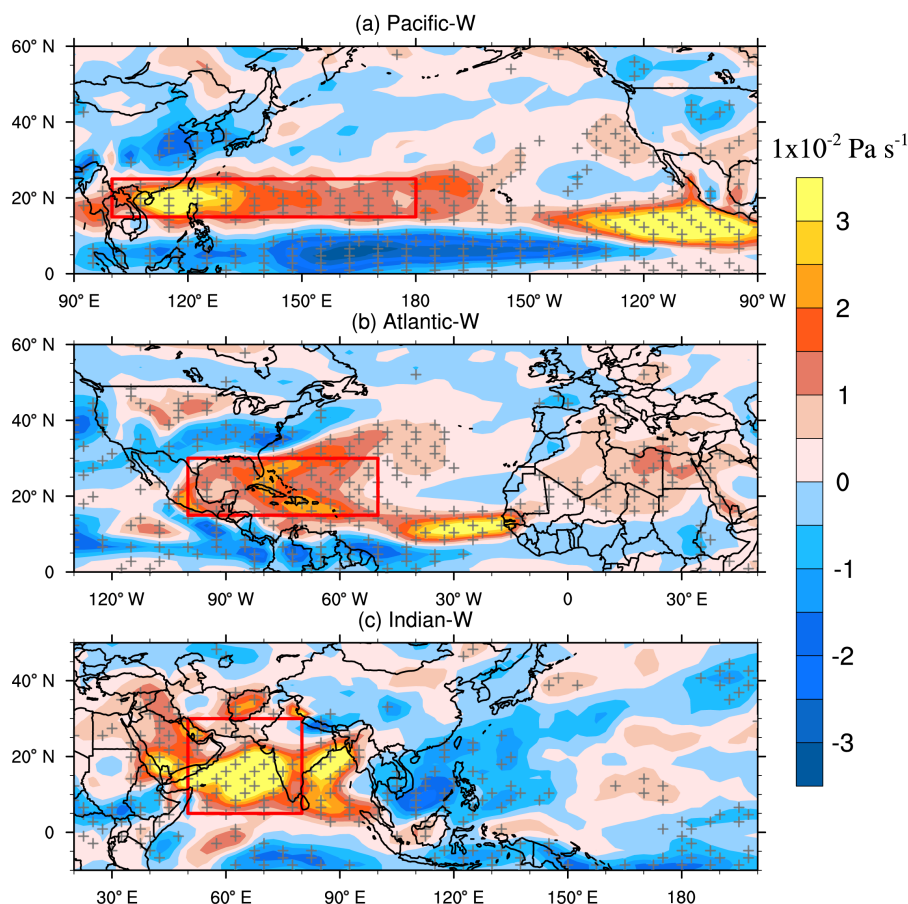 (a) Pacific-W
60° N
40° N
20° N
0
90° E 120° E 150° E 180 150° W 120° W 90° W
(b) Atlantic-W
60° N
40° N
20° N
0
120° W 90° W 60° W 30° W 0 30° E
(c) Indian-W
40° N
20° N
0
30° E 60° E 90° E 120° E 150° E 180
1x10⁻² Pa s⁻¹
3
2
1
0
-1
-2
-3